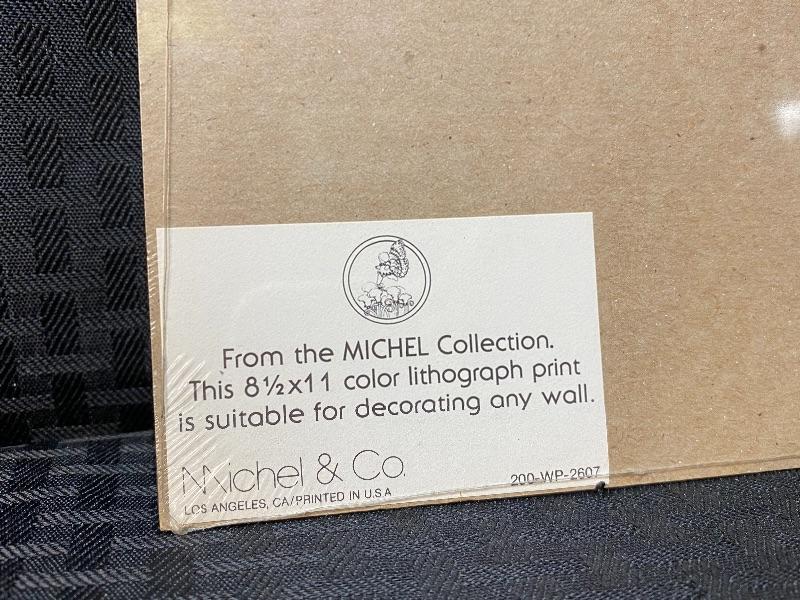 From the MICHEL Collection.
This 8½x11 color lithograph print
is suitable for decorating any wall.
Michel & Co.
LOS ANGELES, CA/PRINTED IN U.S.A
200-WP-2607